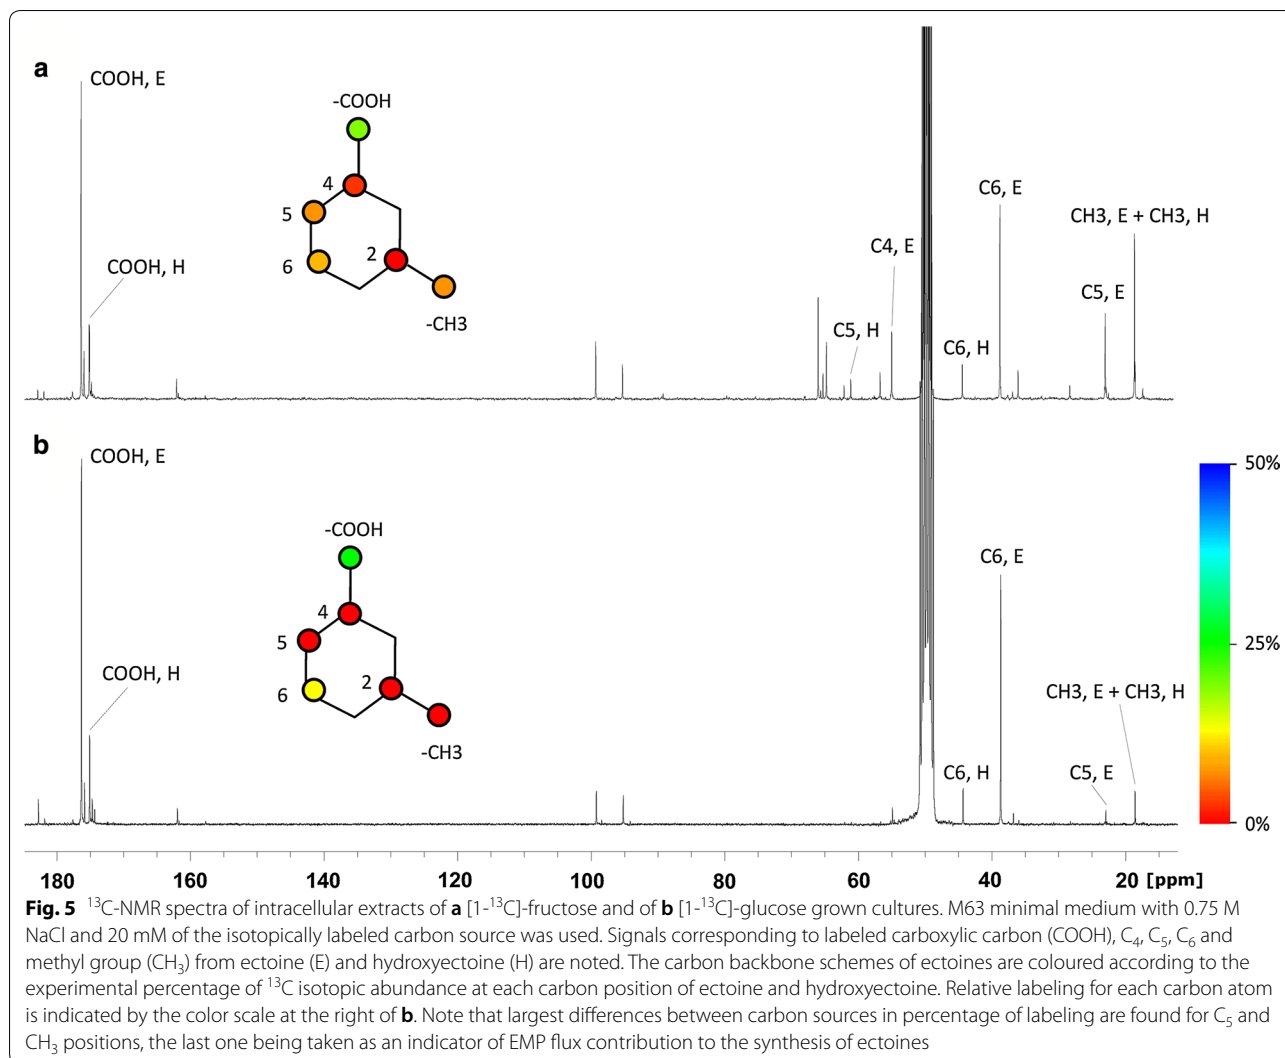 a
COOH, E
-COOH
4
5
6
2
-CH3
COOH, H
C6, E
CH3, E + CH3, H
C4, E
C5, E
C5, H
C6, H
b
COOH, E
50%
-COOH
4
5
6
2
-CH3
COOH, H
C6, E
25%
CH3, E + CH3, H
C6, H
C5, E
0%
180 160 140 120 100 80 60 40 20 [ppm]
Fig. 5 ¹³C-NMR spectra of intracellular extracts of a [1-¹³C]-fructose and of b [1-¹³C]-glucose grown cultures. M63 minimal medium with 0.75 M
NaCl and 20 mM of the isotopically labeled carbon source was used. Signals corresponding to labeled carboxylic carbon (COOH), C₄, C₅, C₆ and
methyl group (CH₃) from ectoine (E) and hydroxyectoine (H) are noted. The carbon backbone schemes of ectoines are coloured according to the
experimental percentage of ¹³C isotopic abundance at each carbon position of ectoine and hydroxyectoine. Relative labeling for each carbon atom
is indicated by the color scale at the right of b. Note that largest differences between carbon sources in percentage of labeling are found for C₅ and
CH₃ positions, the last one being taken as an indicator of EMP flux contribution to the synthesis of ectoines